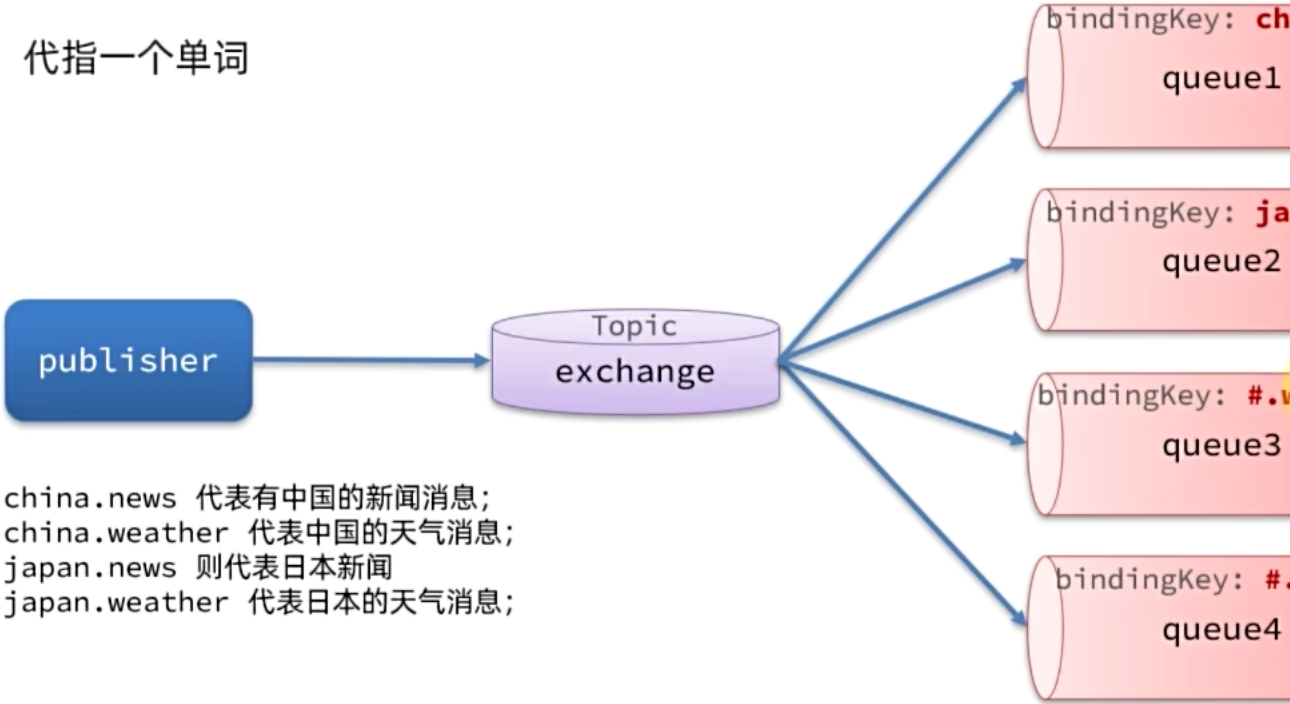 代指一个单词
bindingKey: ch
queue1
bindingKey: ja
queue2
Topic
exchange
publisher
bindingKey: #.w
queue3
china.news 代表有中国的新闻消息;
china.weather 代表中国的天气消息;
japan.news 则代表日本新闻
japan.weather 代表日本的天气消息;
bindingKey: #.
queue4